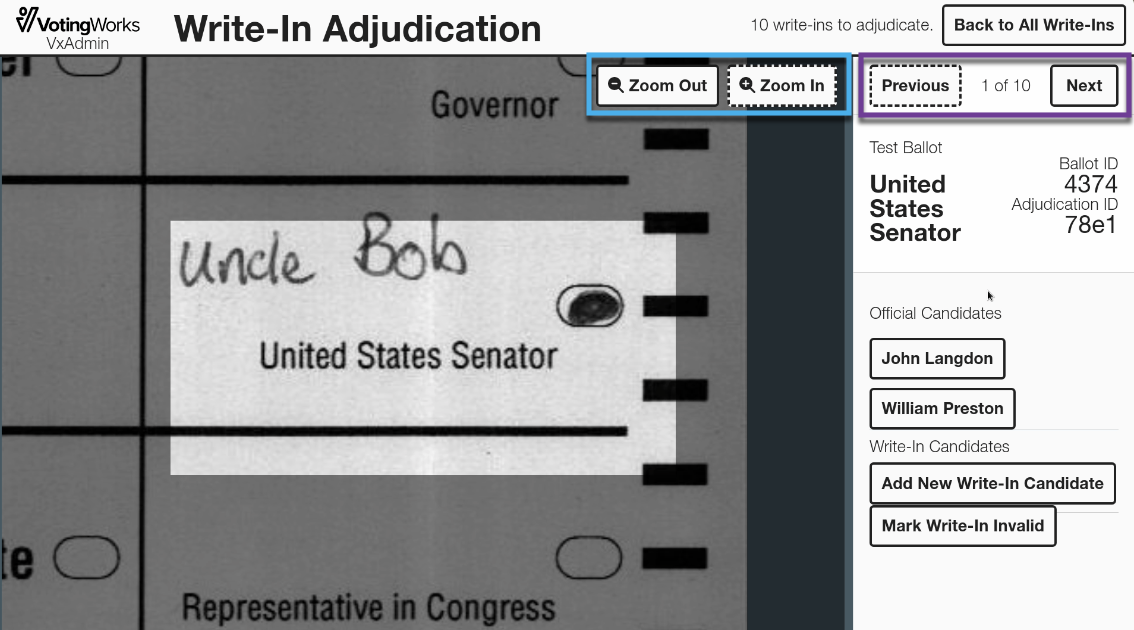 VotingWorks
VxAdmin
Write-In Adjudication
10 write-ins to adjudicate.
Back to All Write-Ins
Zoom Out
Zoom In
Previous
1 of 10
Next
Governor
Uncle Bob
United States Senator
Representative in Congress
Test Ballot
United
States
Senator
Ballot ID
4374
Adjudication ID
78e1
Official Candidates
John Langdon
William Preston
Write-In Candidates
Add New Write-In Candidate
Mark Write-In Invalid